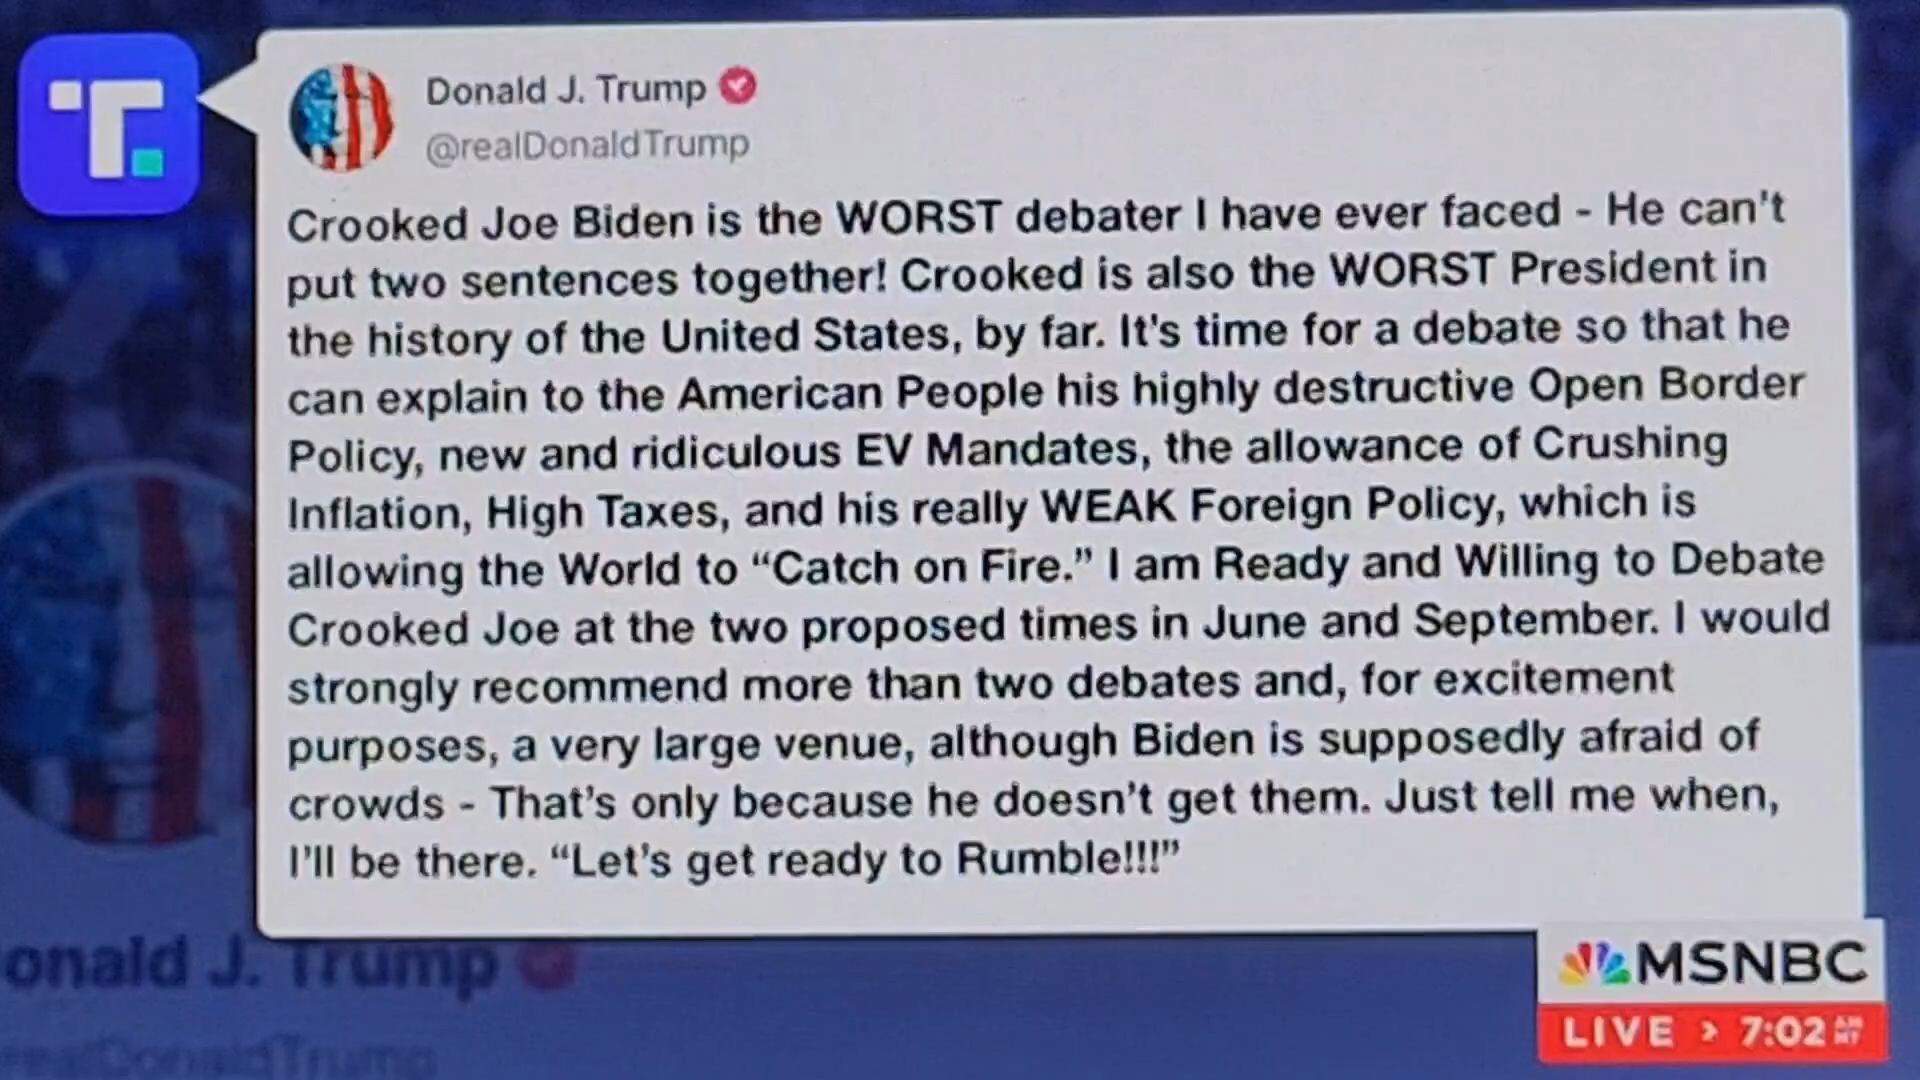 Donald J. Trump
@realDonaldTrump
Crooked Joe Biden is the WORST debater I have ever faced - He can't
put two sentences together! Crooked is also the WORST President in
the history of the United States, by far. It's time for a debate so that he
can explain to the American People his highly destructive Open Border
Policy, new and ridiculous EV Mandates, the allowance of Crushing
Inflation, High Taxes, and his really WEAK Foreign Policy, which is
allowing the World to “Catch on Fire.” I am Ready and Willing to Debate
Crooked Joe at the two proposed times in June and September. I would
strongly recommend more than two debates and, for excitement
purposes, a very large venue, although Biden is supposedly afraid of
crowds - That’s only because he doesn’t get them. Just tell me when,
I’ll be there. “Let’s get ready to Rumble!!!”
onald J. Trump
realDonaldTrump
MSNBC
LIVE > 7:02 AM MT